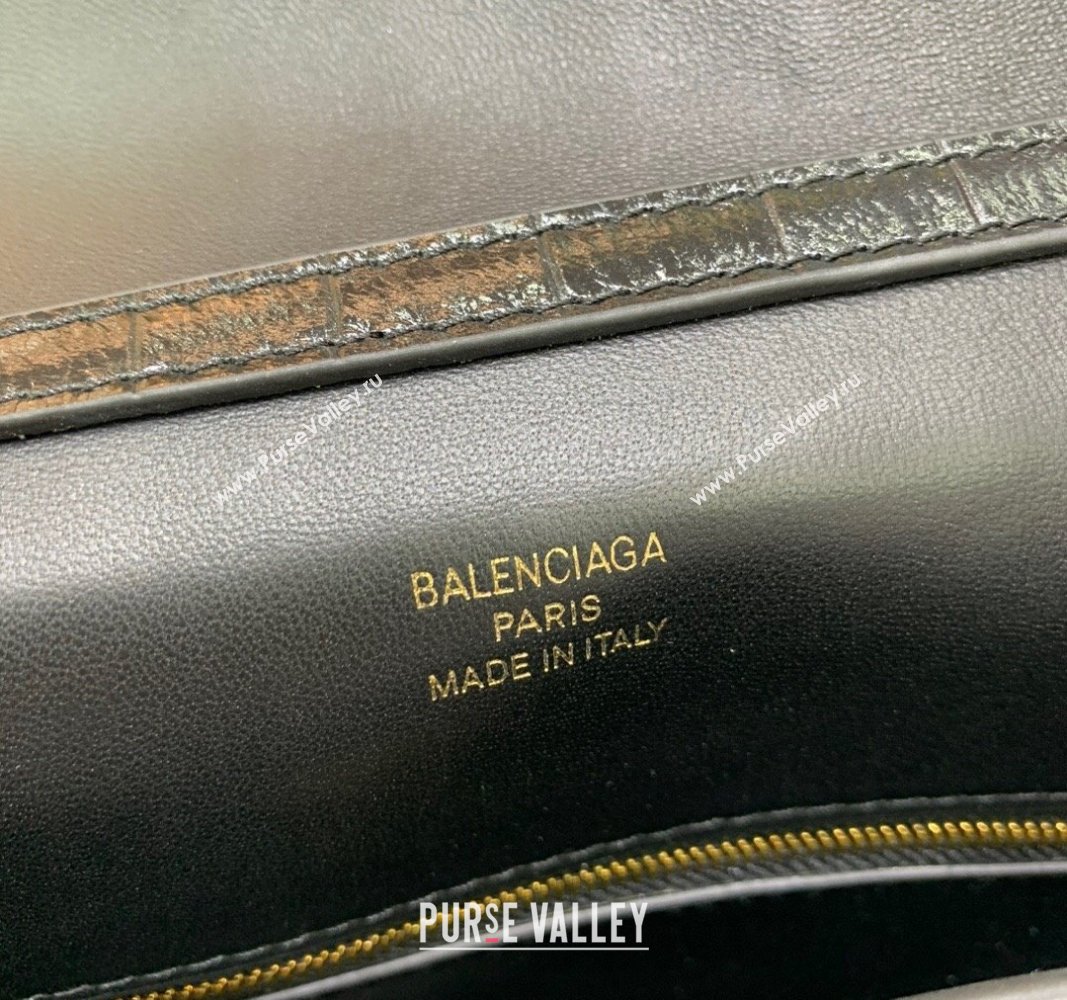 www.PurseValley.ru
www.PurseValley.ru
BALENCIAGA
PARIS
MADE IN ITALY
PURSE VALLEY